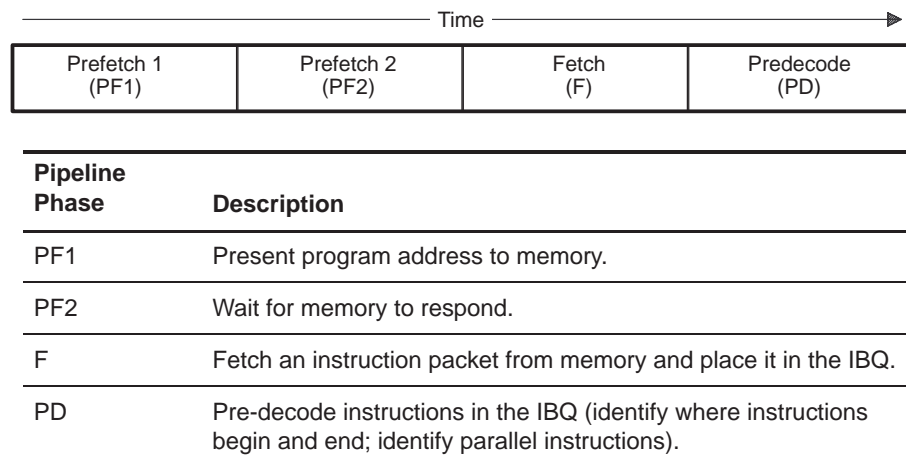 Time
Prefetch 1 Prefetch 2 Fetch Predecode
(PF1) (PF2) (F) (PD)
Pipeline
Phase Description
PF1 Present program address to memory.
PF2 Wait for memory to respond.
F Fetch an instruction packet from memory and place it in the IBQ.
PD Pre-decode instructions in the IBQ (identify where instructions
begin and end; identify parallel instructions).